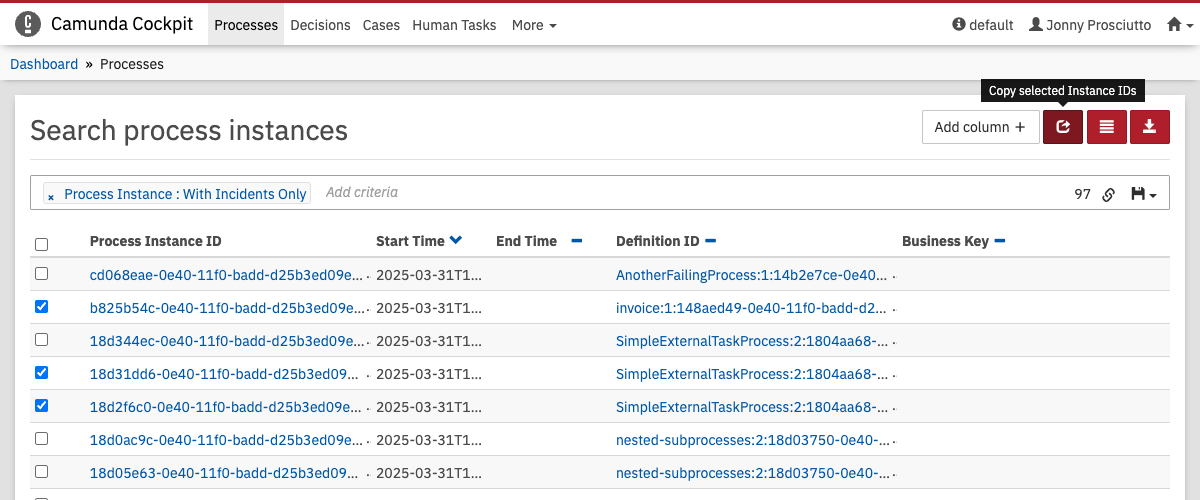 Camunda Cockpit Processes Decisions Cases Human Tasks More default Jonny Prosciutto
Dashboard » Processes
Copy selected Instance IDs
Search process instances Add column +
× Process Instance : With Incidents Only Add criteria 97
Process Instance ID Start Time End Time Definition ID Business Key
cd068eae-0e40-11f0-badd-d25b3ed09e... 2025-03-31T1... AnotherFailingProcess:1:14b2e7ce-0e40...
b825b54c-0e40-11f0-badd-d25b3ed09e... 2025-03-31T1... invoice:1:148aed49-0e40-11f0-badd-d2...
18d344ec-0e40-11f0-badd-d25b3ed09e... 2025-03-31T1... SimpleExternalTaskProcess:2:1804aa68-...
18d31dd6-0e40-11f0-badd-d25b3ed09... 2025-03-31T1... SimpleExternalTaskProcess:2:1804aa68-...
18d2f6c0-0e40-11f0-badd-d25b3ed09e... 2025-03-31T1... SimpleExternalTaskProcess:2:1804aa68-...
18d0ac9c-0e40-11f0-badd-d25b3ed09e... 2025-03-31T1... nested-subprocesses:2:18d03750-0e40-...
18d05e63-0e40-11f0-badd-d25b3ed09... 2025-03-31T1... nested-subprocesses:2:18d03750-0e40-...